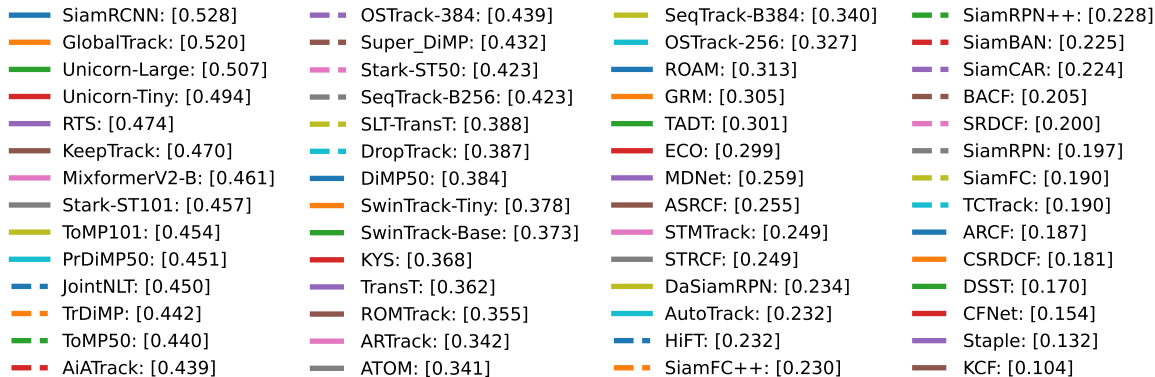 SiamRCNN: [0.528]
GlobalTrack: [0.520]
Unicorn-Large: [0.507]
Unicorn-Tiny: [0.494]
RTS: [0.474]
KeepTrack: [0.470]
MixformerV2-B: [0.461]
Stark-ST101: [0.457]
ToMP101: [0.454]
PrDiMP50: [0.451]
JointNLT: [0.450]
TrDiMP: [0.442]
ToMP50: [0.440]
AiATrack: [0.439]
OSTrack-384: [0.439]
Super_DiMP: [0.432]
Stark-ST50: [0.423]
SeqTrack-B256: [0.423]
SLT-TransT: [0.388]
DropTrack: [0.387]
DiMP50: [0.384]
SwinTrack-Tiny: [0.378]
SwinTrack-Base: [0.373]
KYS: [0.368]
TransT: [0.362]
ROMTrack: [0.355]
ARTrack: [0.342]
ATOM: [0.341]
SeqTrack-B384: [0.340]
OSTrack-256: [0.327]
ROAM: [0.313]
GRM: [0.305]
TADT: [0.301]
ECO: [0.299]
MDNet: [0.259]
ASRCF: [0.255]
STMTrack: [0.249]
STRCF: [0.249]
DaSiamRPN: [0.234]
AutoTrack: [0.232]
HiFT: [0.232]
SiamFC++: [0.230]
SiamRPN++: [0.228]
SiamBAN: [0.225]
SiamCAR: [0.224]
BACF: [0.205]
SRDCF: [0.200]
SiamRPN: [0.197]
SiamFC: [0.190]
TCTrack: [0.190]
ARCF: [0.187]
CSRDCF: [0.181]
DSST: [0.170]
CFNet: [0.154]
Staple: [0.132]
KCF: [0.104]